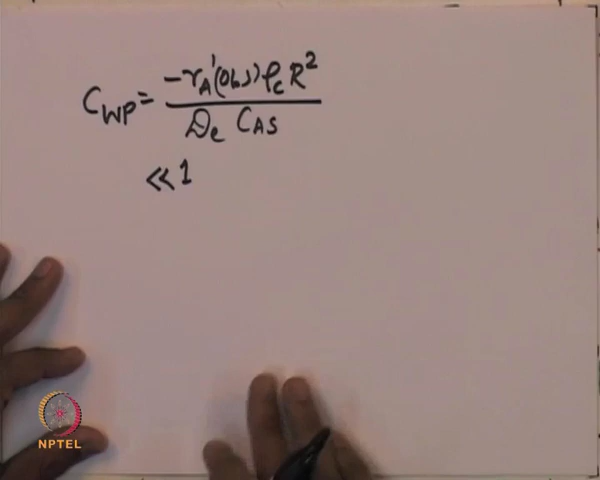 C_WP = -r_A'(obs) ρ_c R²
D_e C_AS
<< 1
NPTEL